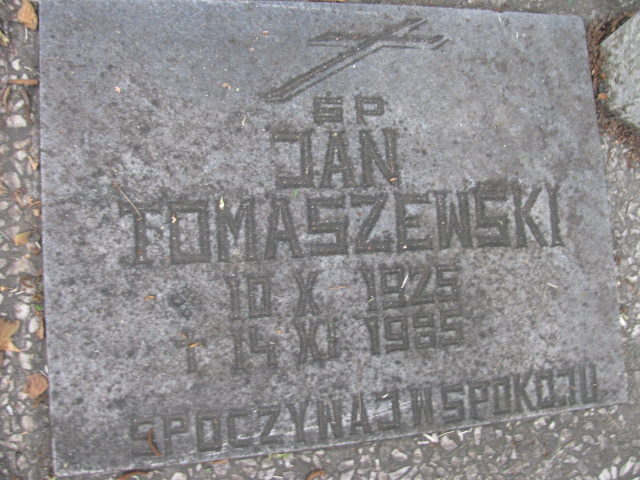 ŚP
JAN
TOMASZEWSKI
10 X 1925
† 14 XI 1985
SPOCZYWAJ W SPOKOJU